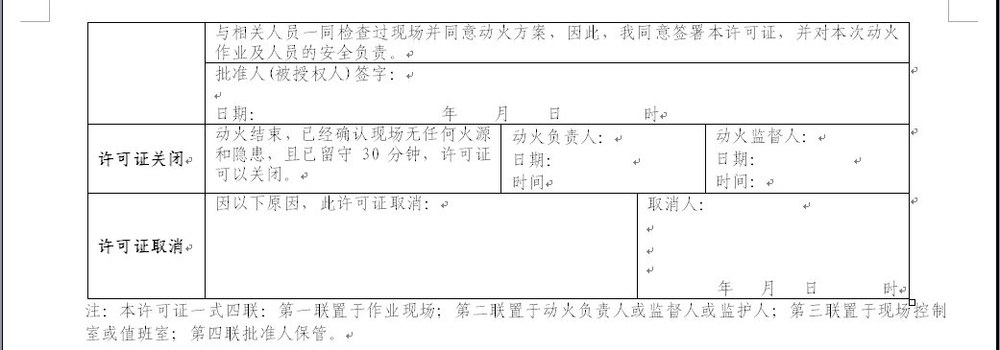 与相关人员一同检查过现场并同意动火方案，因此，我同意签署本许可证，并对本次动火
作业及人员的安全负责。
批准人(被授权人)签字：
日期： 年 月 日 时
许可证关闭
动火结束，已经确认现场无任何火源
和隐患，且已留守 30 分钟，许可证
可以关闭。
动火负责人：
日期：
时间
动火监督人：
日期：
时间：
许可证取消
因以下原因，此许可证取消：
取消人：
年 月 日 时
注：本许可证一式四联：第一联置于作业现场；第二联置于动火负责人或监督人或监护人；第三联置于现场控制
室或值班室；第四联批准人保管。